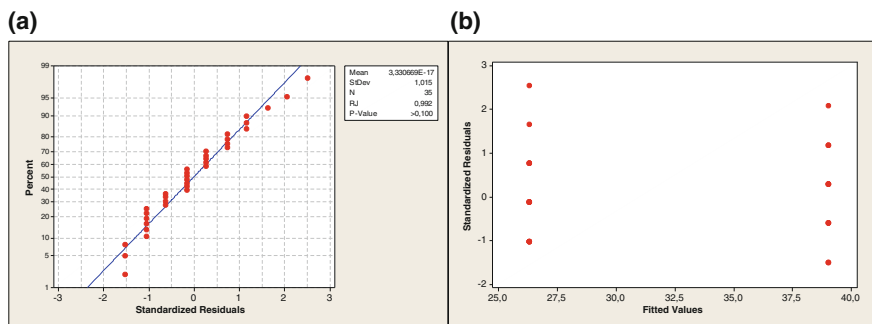 (a)
99
95
90
80
70
60
50
40
30
20
10
5
1
Percent
-3 -2 -1 0 1 2 3
Standardized Residuals
Mean 3,330669E-17
StDev 1,015
N 35
RJ 0,992
P-Value >0,100
(b)
3
2
1
0
-1
-2
Standardized Residuals
25,0 27,5 30,0 32,5 35,0 37,5 40,0
Fitted Values